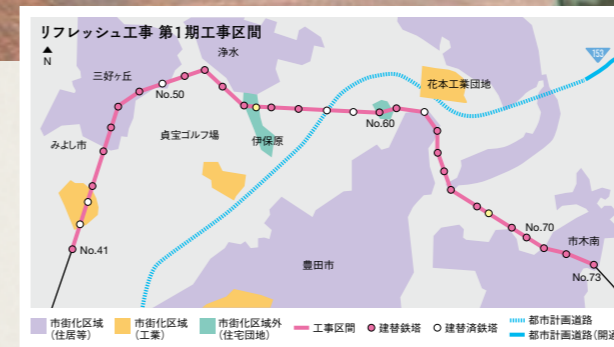 リフレッシュ工事 第1期工事区間
N
浄水
153
三好ヶ丘
花本工業団地
No.50
No.60
みよし市
貞宝ゴルフ場
伊保原
No.70
市木南
No.41
豊田市
No.73
市街化区域
(住居等)
市街化区域
(工業)
市街化区域外
(住宅団地)
工事区間
建替鉄塔
建替済鉄塔
都市計画道路
都市計画道路(開通